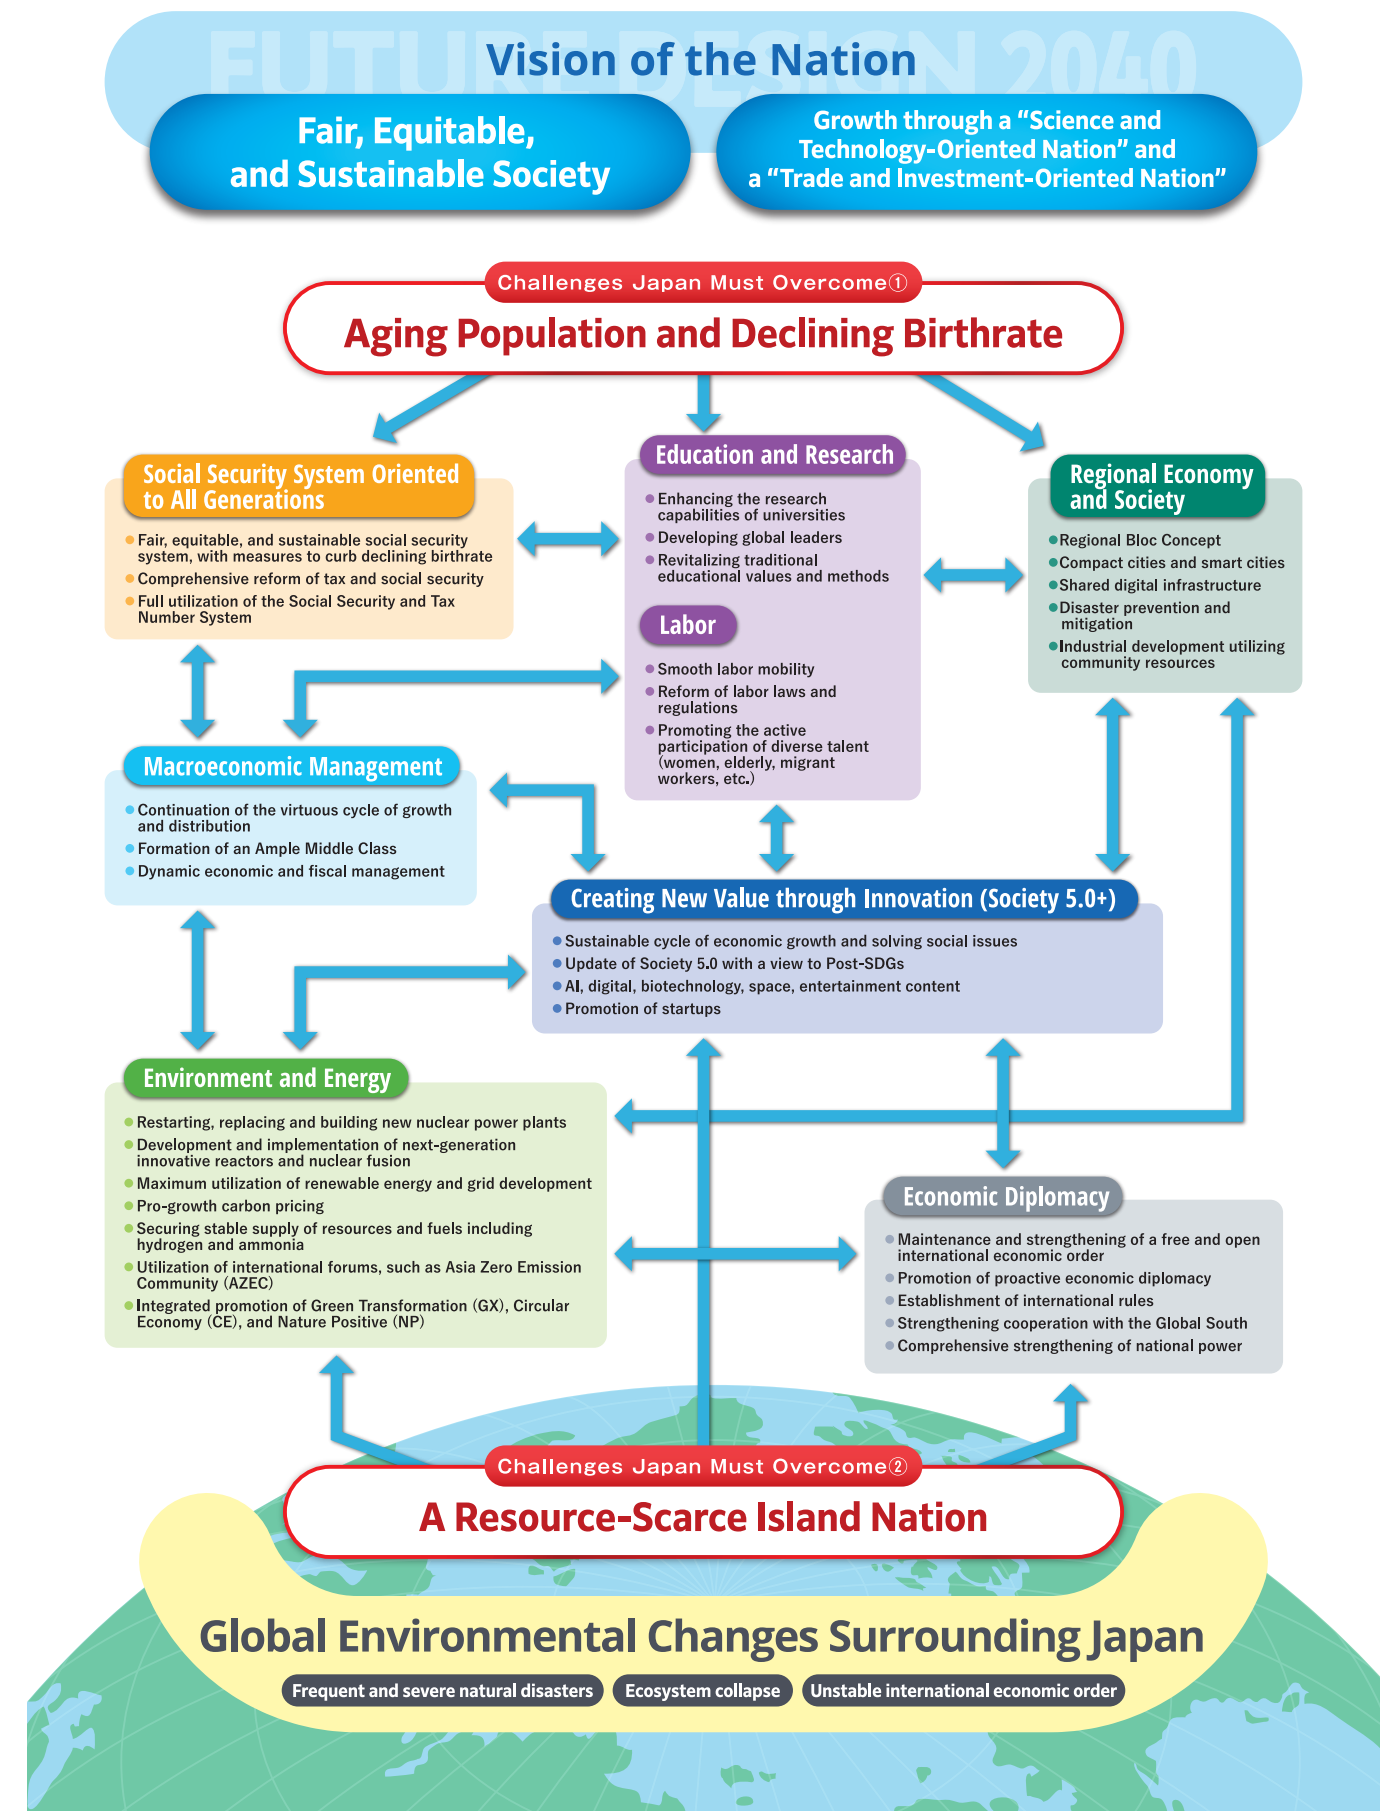 FUTURE DESIGN 2040
Vision of the Nation
Fair, Equitable,
and Sustainable Society
Growth through a “Science and
Technology-Oriented Nation” and
a “Trade and Investment-Oriented Nation”
Challenges Japan Must Overcome①
Aging Population and Declining Birthrate
Social Security System Oriented
to All Generations
● Fair, equitable, and sustainable social security
system, with measures to curb declining birthrate
● Comprehensive reform of tax and social security
● Full utilization of the Social Security and Tax
Number System
Education and Research
● Enhancing the research
capabilities of universities
● Developing global leaders
● Revitalizing traditional
educational values and methods
Labor
● Smooth labor mobility
● Reform of labor laws and
regulations
● Promoting the active
participation of diverse talent
(women, elderly, migrant
workers, etc.)
Regional Economy
and Society
● Regional Bloc Concept
● Compact cities and smart cities
● Shared digital infrastructure
● Disaster prevention and
mitigation
● Industrial development utilizing
community resources
Macroeconomic Management
● Continuation of the virtuous cycle of growth
and distribution
● Formation of an Ample Middle Class
● Dynamic economic and fiscal management
Creating New Value through Innovation (Society 5.0+)
● Sustainable cycle of economic growth and solving social issues
● Update of Society 5.0 with a view to Post-SDGs
● AI, digital, biotechnology, space, entertainment content
● Promotion of startups
Environment and Energy
● Restarting, replacing and building new nuclear power plants
● Development and implementation of next-generation
innovative reactors and nuclear fusion
● Maximum utilization of renewable energy and grid development
● Pro-growth carbon pricing
● Securing stable supply of resources and fuels including
hydrogen and ammonia
● Utilization of international forums, such as Asia Zero Emission
Community (AZEC)
● Integrated promotion of Green Transformation (GX), Circular
Economy (CE), and Nature Positive (NP)
Economic Diplomacy
● Maintenance and strengthening of a free and open
international economic order
● Promotion of proactive economic diplomacy
● Establishment of international rules
● Strengthening cooperation with the Global South
● Comprehensive strengthening of national power
Challenges Japan Must Overcome②
A Resource-Scarce Island Nation
Global Environmental Changes Surrounding Japan
Frequent and severe natural disasters
Ecosystem collapse
Unstable international economic order